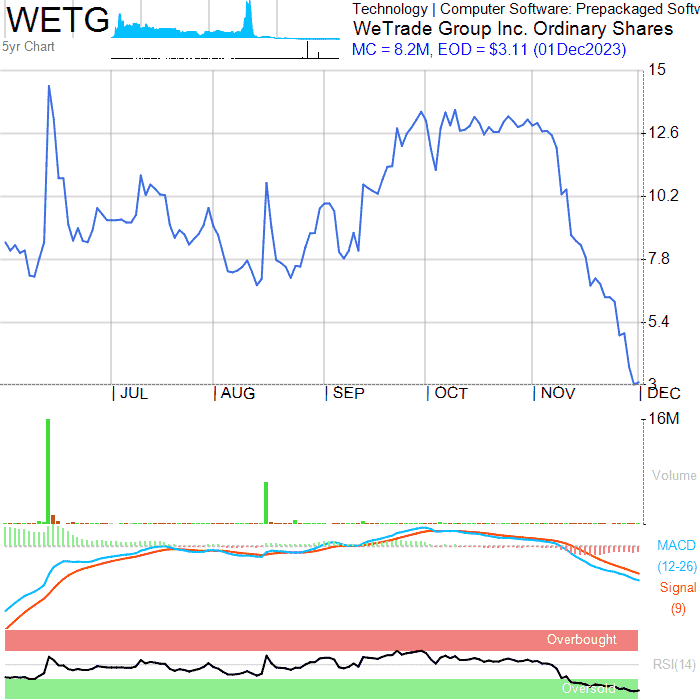 WETG
5yr Chart
Technology | Computer Software: Prepackaged Softw
WeTrade Group Inc. Ordinary Shares
MC = 8.2M, EOD = $3.11 (01Dec2023)
15
12.6
10.2
7.8
5.4
3
JUL AUG SEP OCT NOV DEC
16M
Volume
MACD
(12-26)
Signal
(9)
Overbought
RSI(14)
Oversold